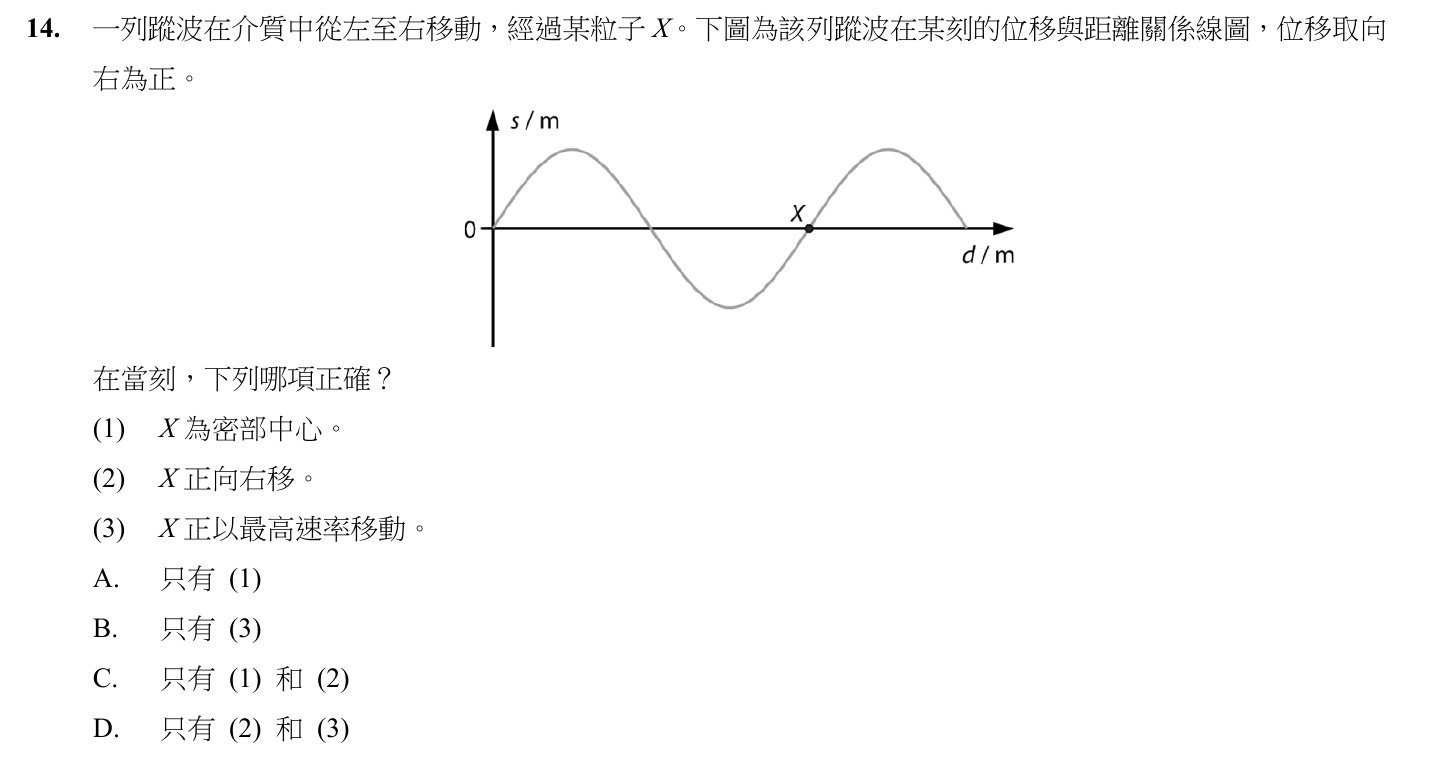 14. 一列蹤波在介質中從左至右移動，經過某粒子 X。下圖為該列蹤波在某刻的位移與距離關係線圖，位移取向
右為正。
s / m
X
0
d / m
在當刻，下列哪項正確？
(1) X 為密部中心。
(2) X 正向右移。
(3) X 正以最高速率移動。
A. 只有 (1)
B. 只有 (3)
C. 只有 (1) 和 (2)
D. 只有 (2) 和 (3)